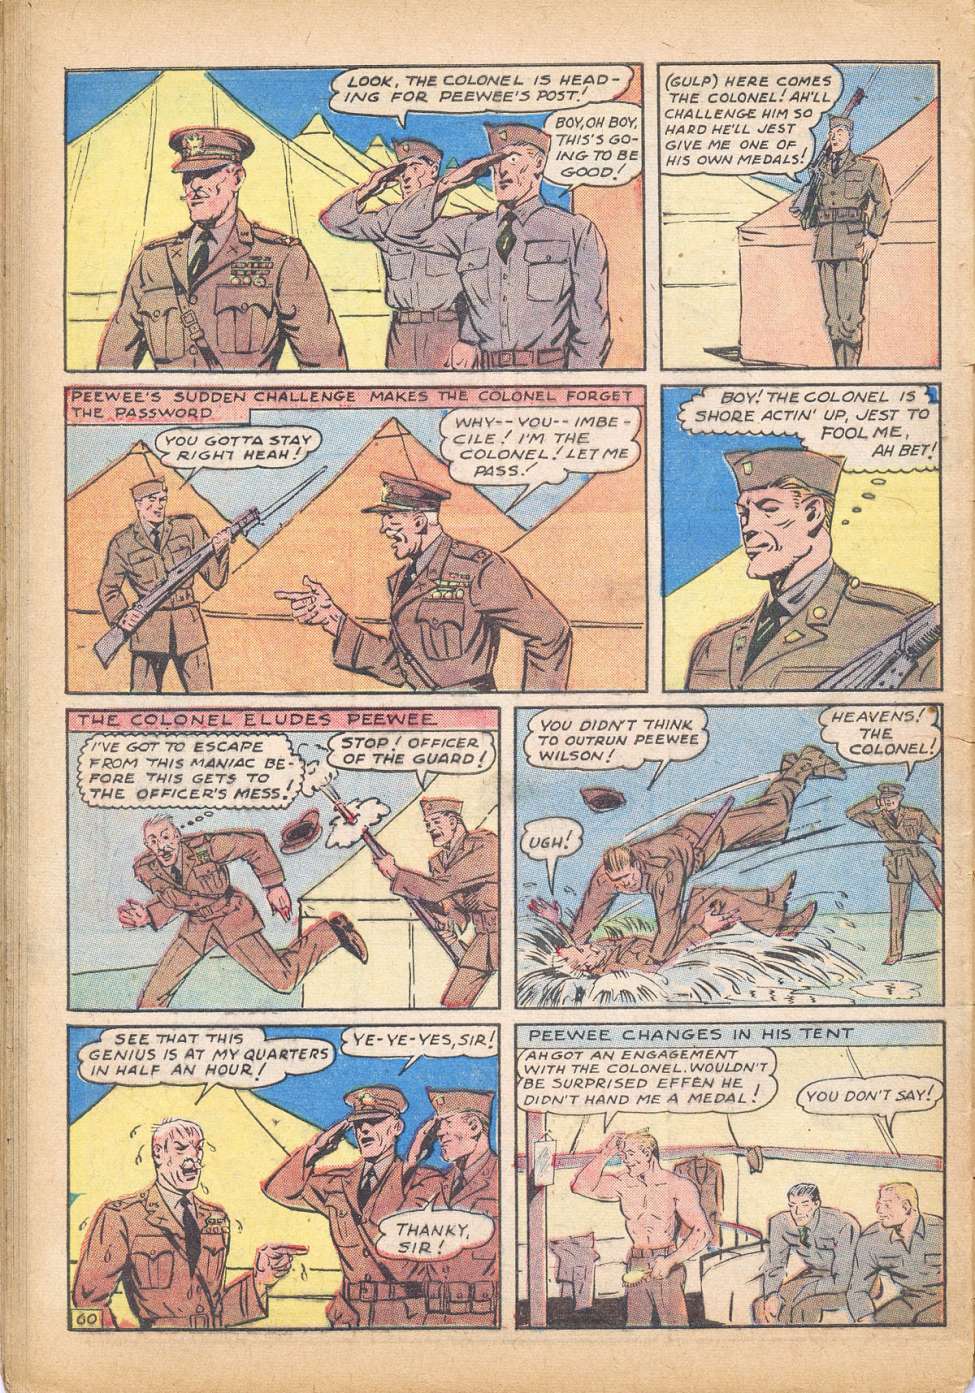 LOOK, THE COLONEL IS HEAD-
ING FOR PEEWEE'S POST!
BOY, OH BOY,
THIS'S GO-
ING TO BE
GOOD!
(GULP) HERE COMES
THE COLONEL! AH'LL
CHALLENGE HIM SO
HARD HE'LL JEST
GIVE ME ONE OF
HIS OWN MEDALS!
PEEWEE'S SUDDEN CHALLENGE MAKES THE COLONEL FORGET
THE PASSWORD
YOU GOTTA STAY
RIGHT HEAH!
WHY-- YOU-- IMBE-
CILE! I'M THE
COLONEL! LET ME
PASS!
BOY! THE COLONEL IS
SHORE ACTIN' UP, JEST TO
FOOL ME,
AH BET!
THE COLONEL ELUDES PEEWEE
I'VE GOT TO ESCAPE
FROM THIS MANIAC BE-
FORE THIS GETS TO
THE OFFICER'S MESS!
STOP! OFFICER
OF THE GUARD!
YOU DIDN'T THINK
TO OUTRUN PEEWEE
WILSON!
UGH!
HEAVENS!
THE
COLONEL!
SEE THAT THIS
GENIUS IS AT MY QUARTERS
IN HALF AN HOUR!
YE-YE-YES, SIR!
THANKY,
SIR!
60
PEEWEE CHANGES IN HIS TENT
AH GOT AN ENGAGEMENT
WITH THE COLONEL. WOULDN'T
BE SURPRISED EFFEN HE
DIDN'T HAND ME A MEDAL!
YOU DON'T SAY!